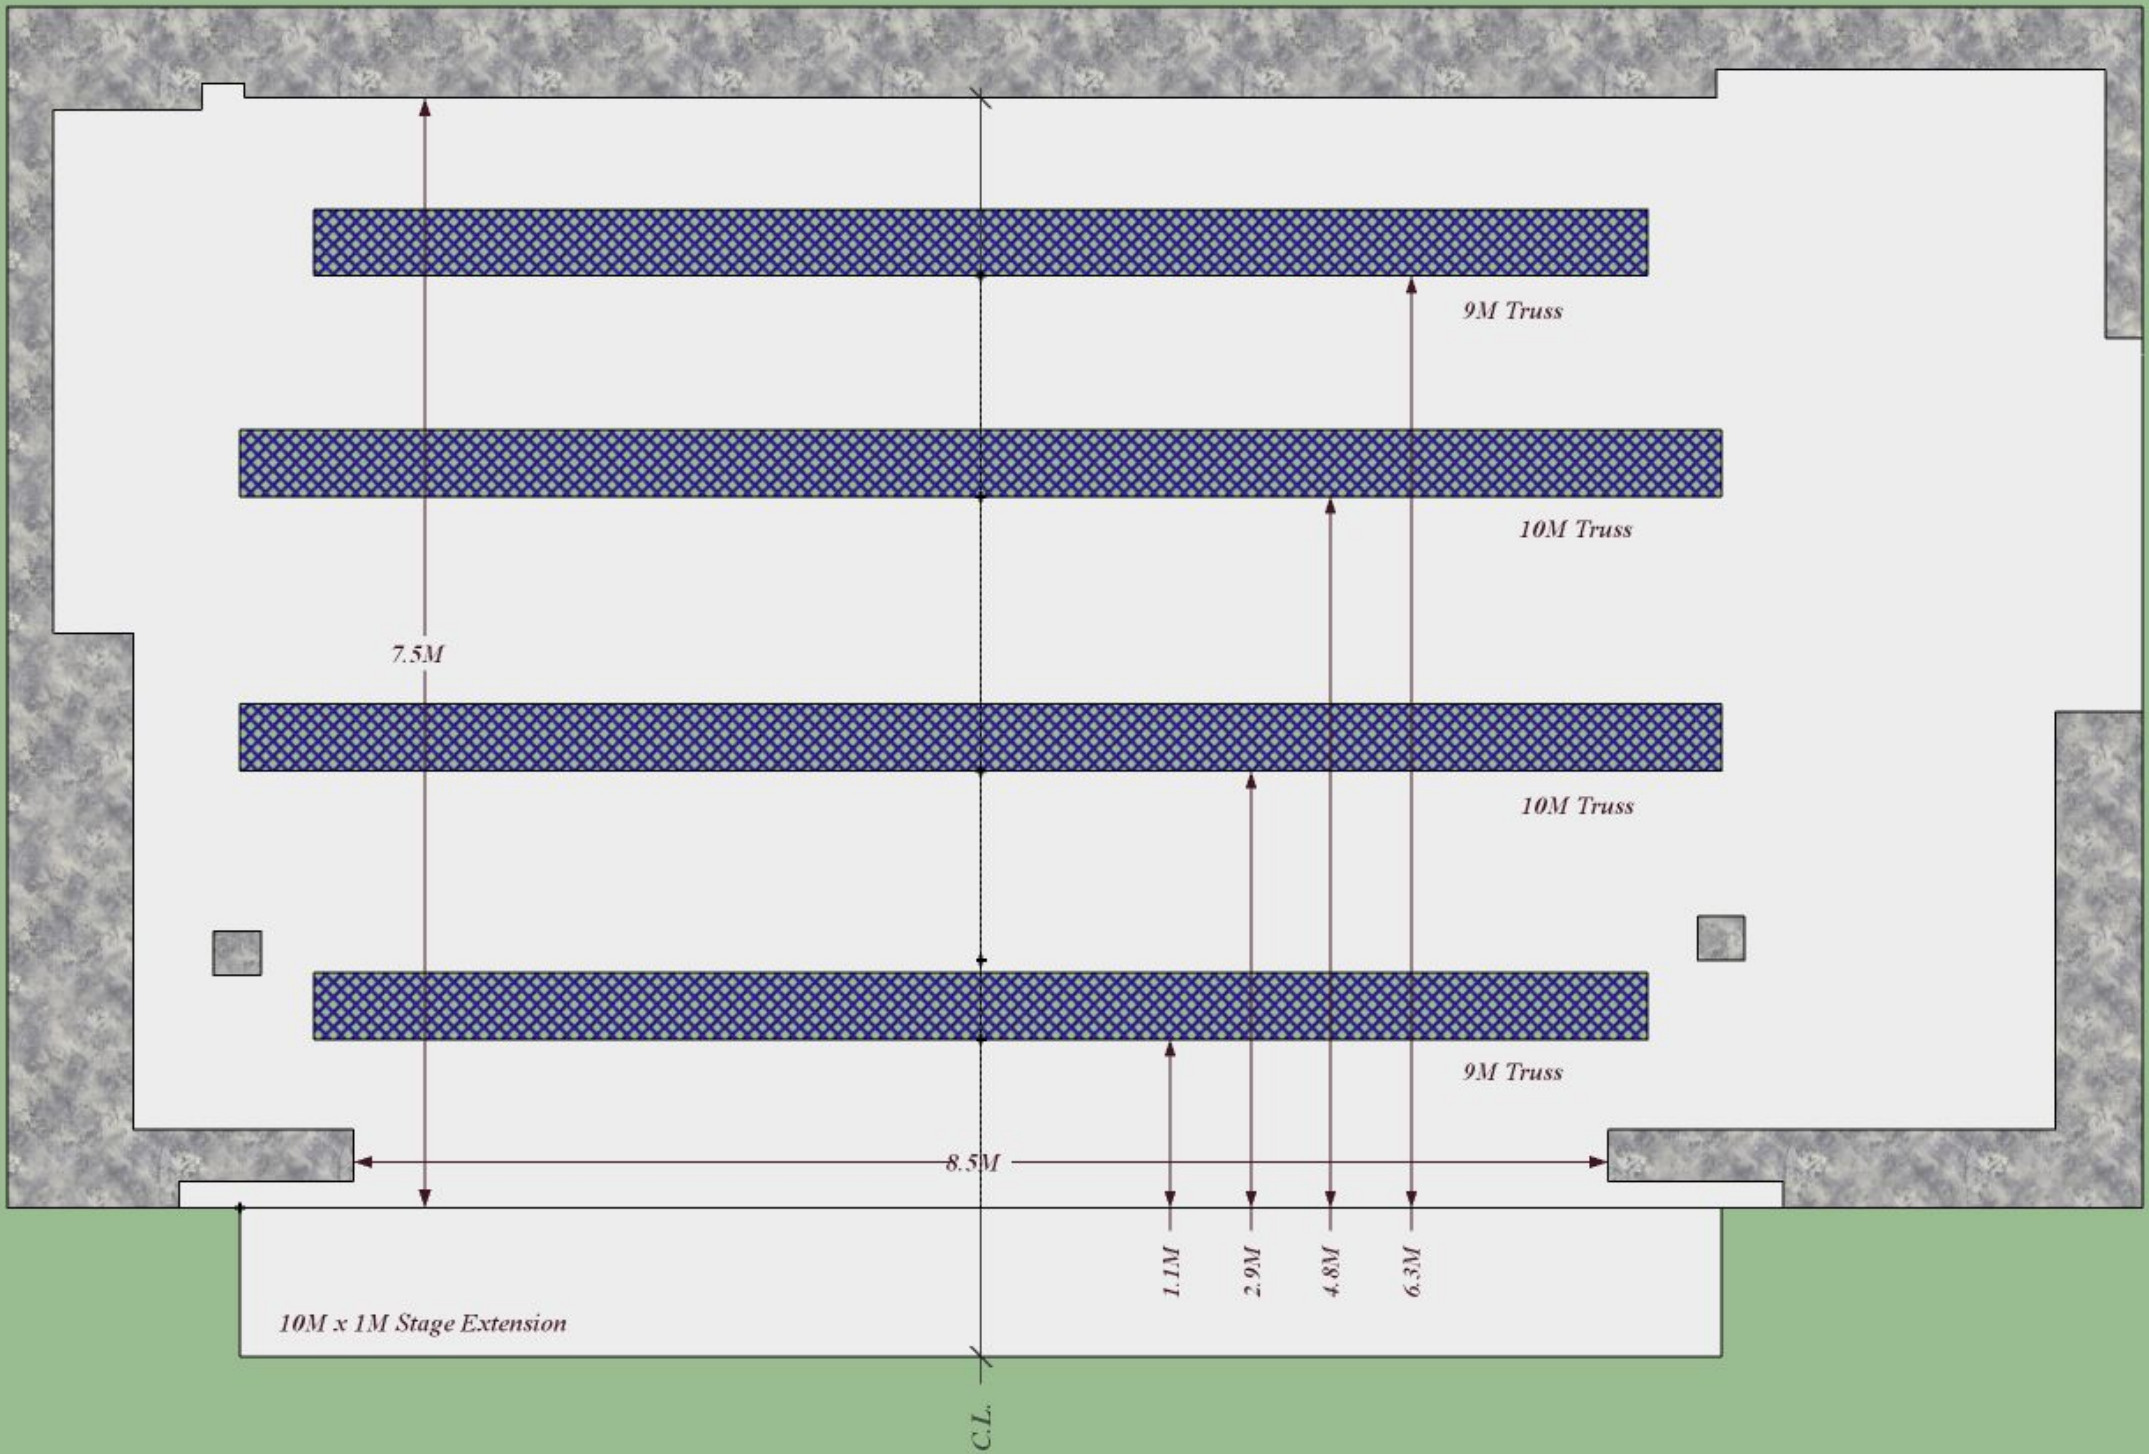 9M Truss
10M Truss
7.5M
10M Truss
9M Truss
8.5M
1.1M
2.9M
4.8M
6.3M
10M x 1M Stage Extension
C.L.